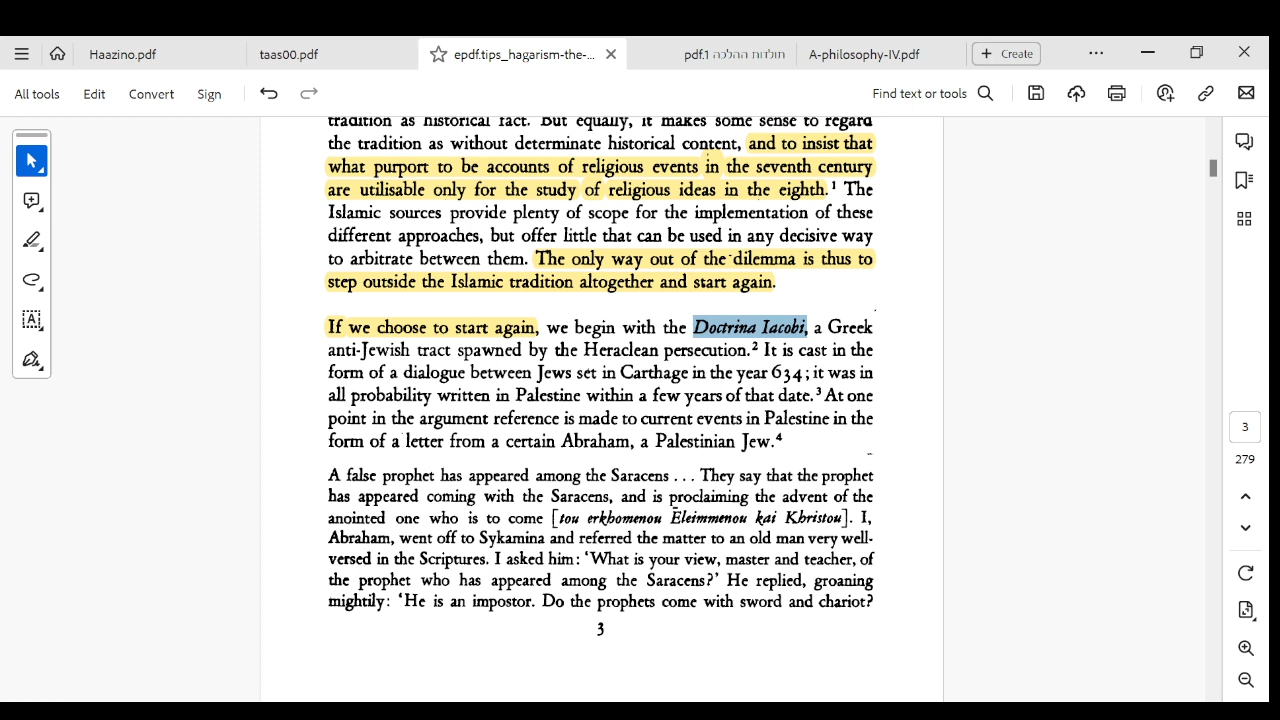 Haazino.pdf
taas00.pdf
epdf.tips_hagarism-the-...
תולדות ההלכה 1.pdf
A-philosophy-IV.pdf
+ Create
All tools
Edit
Convert
Sign
Find text or tools
tradition as historical fact. But equally, it makes some sense to regard
the tradition as without determinate historical content, and to insist that
what purport to be accounts of religious events in the seventh century
are utilisable only for the study of religious ideas in the eighth.¹ The
Islamic sources provide plenty of scope for the implementation of these
different approaches, but offer little that can be used in any decisive way
to arbitrate between them. The only way out of the dilemma is thus to
step outside the Islamic tradition altogether and start again.
If we choose to start again, we begin with the Doctrina Iacobi, a Greek
anti-Jewish tract spawned by the Heraclean persecution.² It is cast in the
form of a dialogue between Jews set in Carthage in the year 634; it was in
all probability written in Palestine within a few years of that date.³ At one
point in the argument reference is made to current events in Palestine in the
form of a letter from a certain Abraham, a Palestinian Jew.⁴
A false prophet has appeared among the Saracens . . . They say that the prophet
has appeared coming with the Saracens, and is proclaiming the advent of the
anointed one who is to come [tou erkhomenou Ēleimmenou kai Khristou]. I,
Abraham, went off to Sykamina and referred the matter to an old man very well-
versed in the Scriptures. I asked him: 'What is your view, master and teacher, of
the prophet who has appeared among the Saracens?' He replied, groaning
mightily: 'He is an impostor. Do the prophets come with sword and chariot?
3
3
279